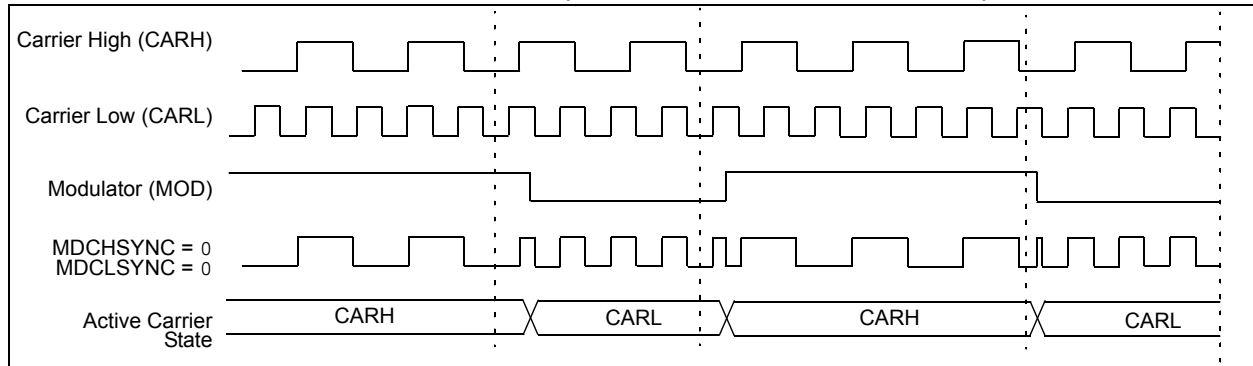 Carrier High (CARH)
Carrier Low (CARL)
Modulator (MOD)
MDCHSYNC = 0
MDCLSYNC = 0
Active Carrier
State
CARH
CARL
CARH
CARL